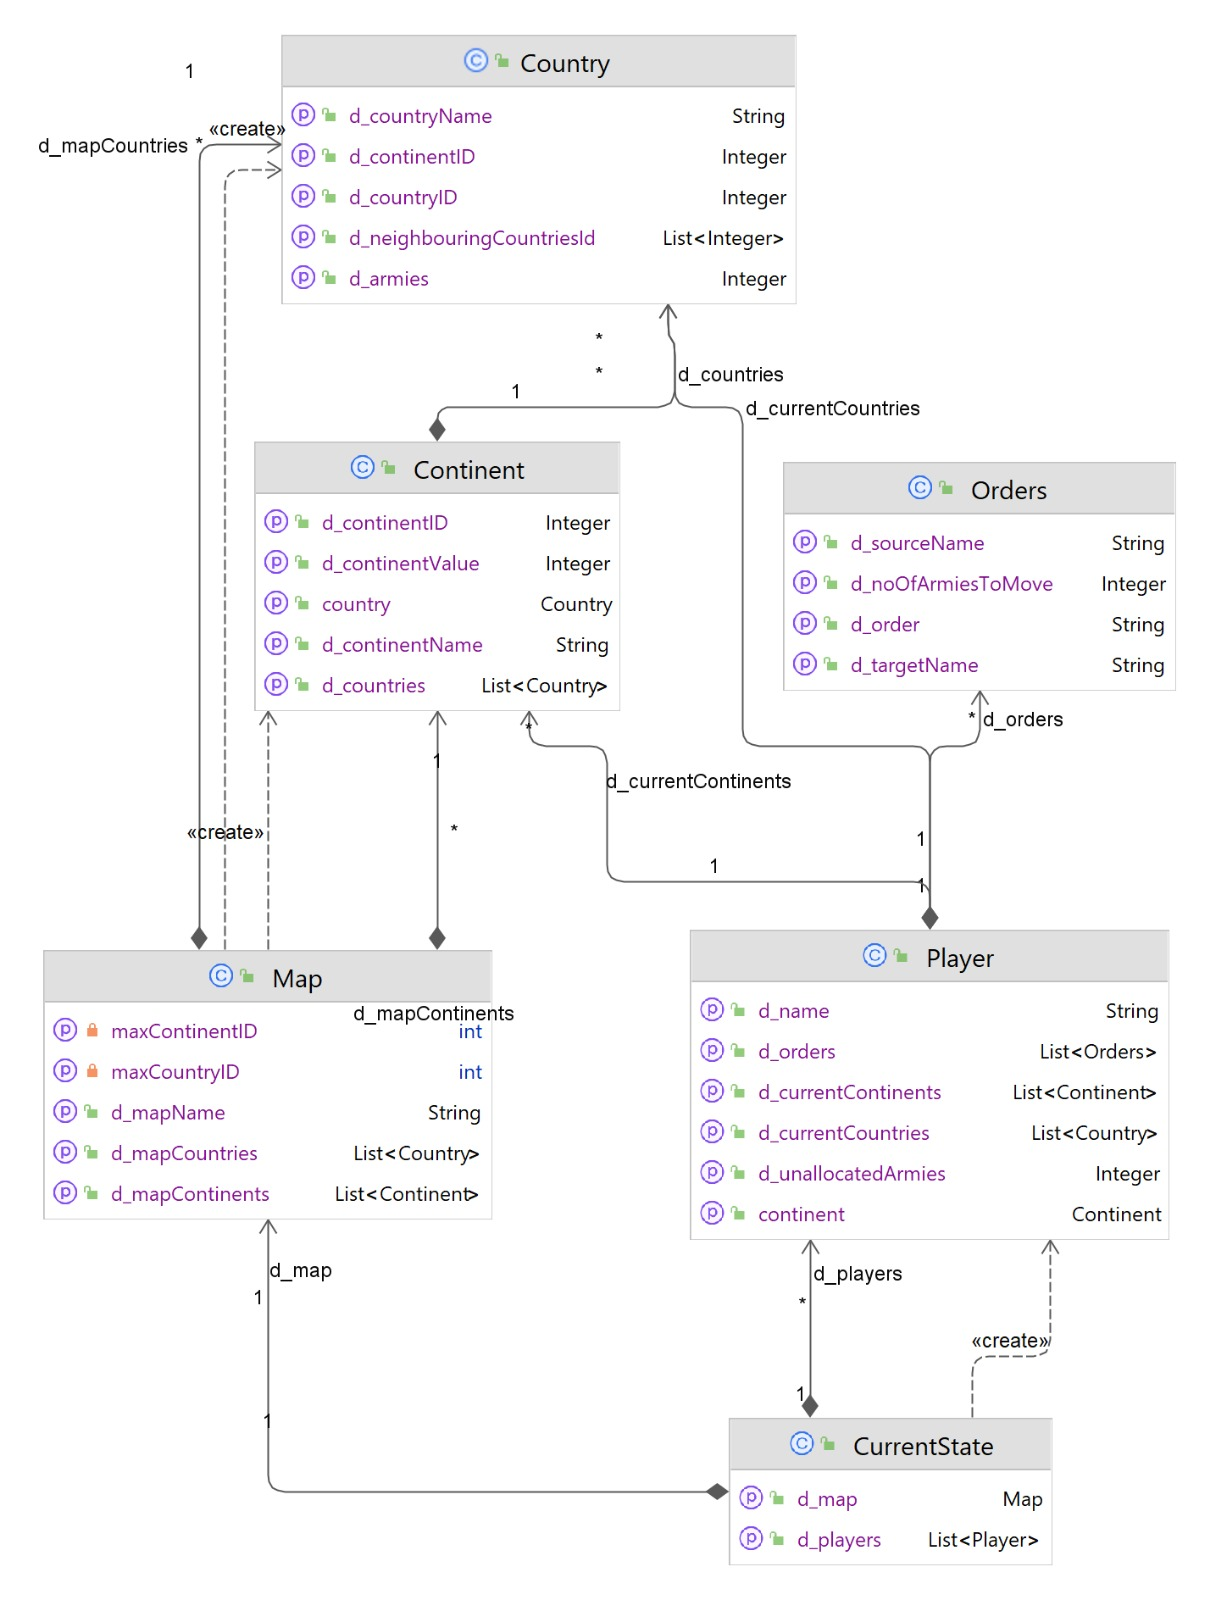 C Country
1
«create»
d_mapCountries *
p d_countryName String
p d_continentID Integer
p d_countryID Integer
p d_neighbouringCountriesId List<Integer>
p d_armies Integer
*
*
d_countries
1
d_currentCountries
C Continent
p d_continentID Integer
p d_continentValue Integer
p country Country
p d_continentName String
p d_countries List<Country>
C Orders
p d_sourceName String
p d_noOfArmiesToMove Integer
p d_order String
p d_targetName String
* d_orders
*
1
d_currentContinents
«create»
*
1
1
1
C Map
d_mapContinents
p maxContinentID int
p maxCountryID int
p d_mapName String
p d_mapCountries List<Country>
p d_mapContinents List<Continent>
C Player
p d_name String
p d_orders List<Orders>
p d_currentContinents List<Continent>
p d_currentCountries List<Country>
p d_unallocatedArmies Integer
p continent Continent
d_map
1
d_players
*
«create»
1
1
C CurrentState
p d_map Map
p d_players List<Player>